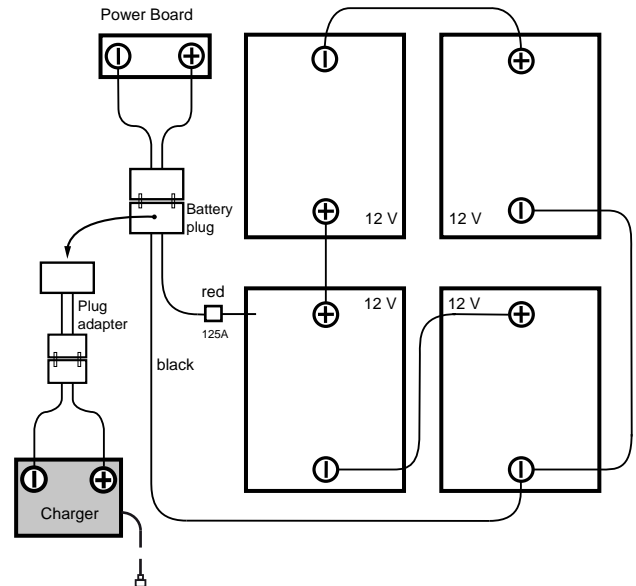 Power Board
12 V
12 V
Battery
plug
12 V
12 V
red
125A
Plug
adapter
black
Charger